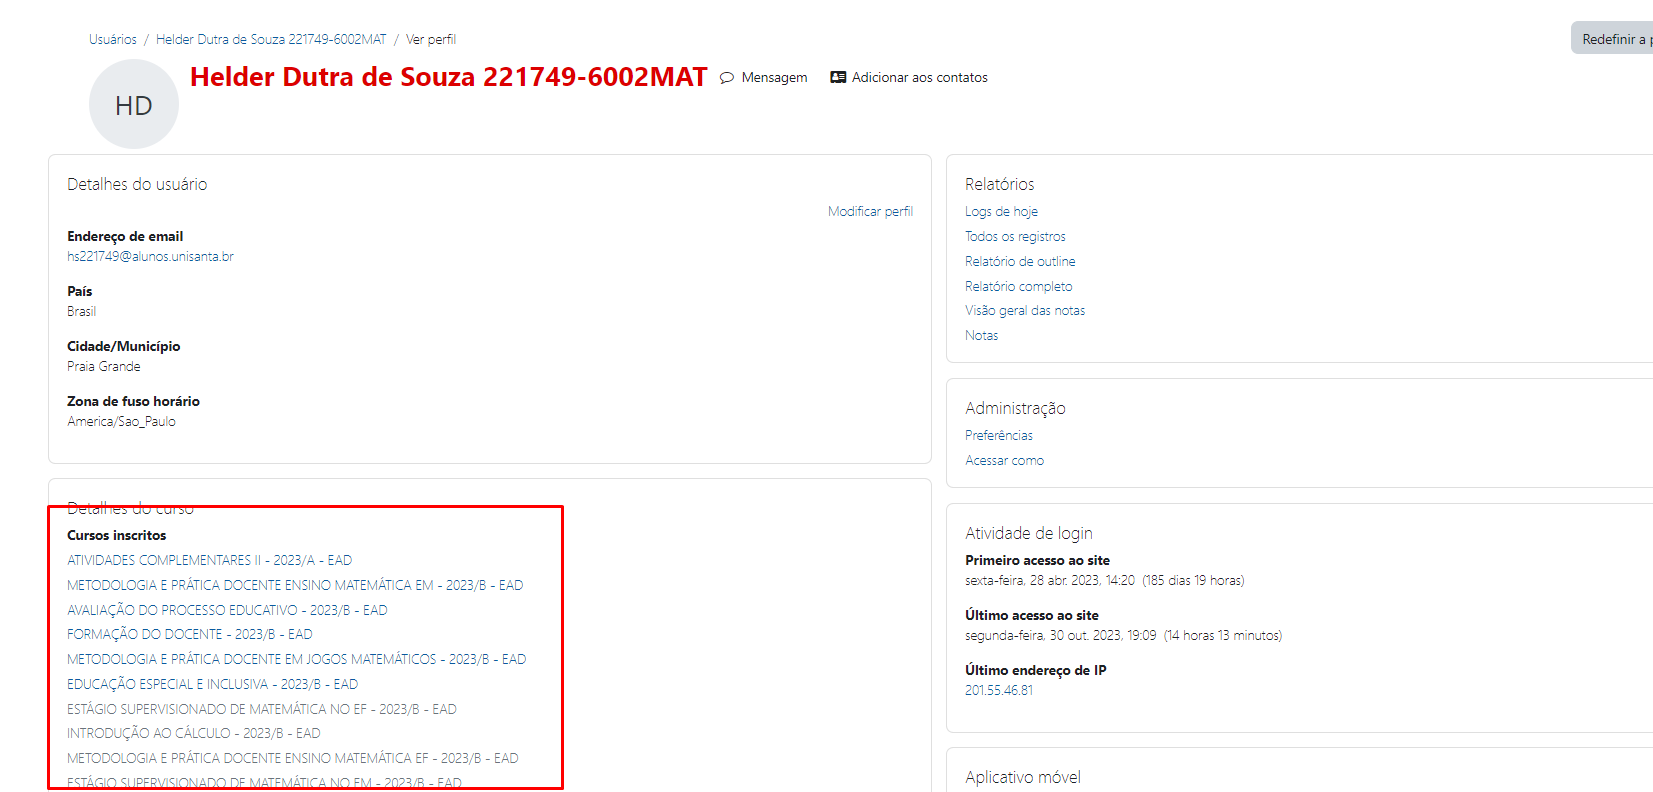 Usuários / Helder Dutra de Souza 221749-6002MAT / Ver perfil
Redefinir a p
HD
Helder Dutra de Souza 221749-6002MAT
Mensagem
Adicionar aos contatos
Detalhes do usuário
Modificar perfil
Endereço de email
hs221749@alunos.unisanta.br
País
Brasil
Cidade/Município
Praia Grande
Zona de fuso horário
America/Sao_Paulo
Detalhes do curso
Cursos inscritos
ATIVIDADES COMPLEMENTARES II - 2023/A - EAD
METODOLOGIA E PRÁTICA DOCENTE ENSINO MATEMÁTICA EM - 2023/B - EAD
AVALIAÇÃO DO PROCESSO EDUCATIVO - 2023/B - EAD
FORMAÇÃO DO DOCENTE - 2023/B - EAD
METODOLOGIA E PRÁTICA DOCENTE EM JOGOS MATEMÁTICOS - 2023/B - EAD
EDUCAÇÃO ESPECIAL E INCLUSIVA - 2023/B - EAD
ESTÁGIO SUPERVISIONADO DE MATEMÁTICA NO EF - 2023/B - EAD
INTRODUÇÃO AO CÁLCULO - 2023/B - EAD
METODOLOGIA E PRÁTICA DOCENTE ENSINO MATEMÁTICA EF - 2023/B - EAD
ESTÁGIO SUPERVISIONADO DE MATEMÁTICA NO EM - 2023/B - EAD
Relatórios
Logs de hoje
Todos os registros
Relatório de outline
Relatório completo
Visão geral das notas
Notas
Administração
Preferências
Acessar como
Atividade de login
Primeiro acesso ao site
sexta-feira, 28 abr. 2023, 14:20 (185 dias 19 horas)
Último acesso ao site
segunda-feira, 30 out. 2023, 19:09 (14 horas 13 minutos)
Último endereço de IP
201.55.46.81
Aplicativo móvel